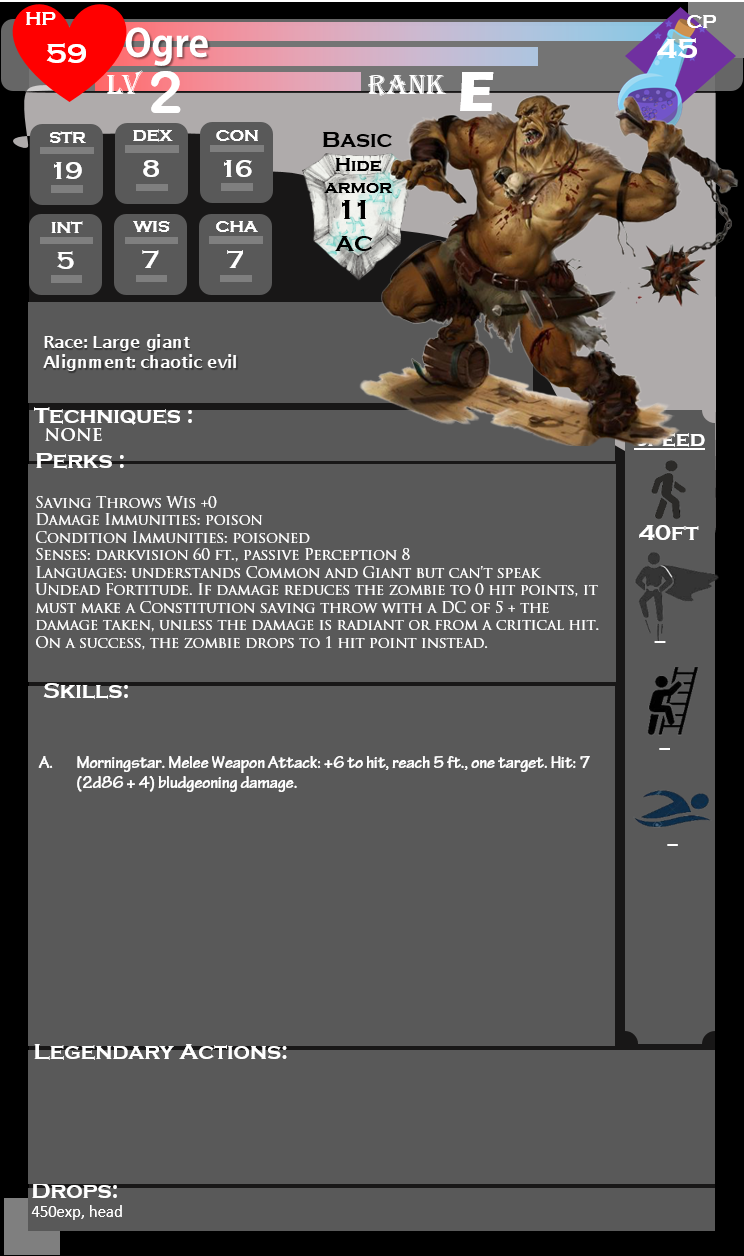 HP
59
Ogre
CP
45
LV 2
RANK E
STR
19
DEX
8
CON
16
INT
5
WIS
7
CHA
7
Basic
Hide
armor
11
AC
Race: Large giant
Alignment: chaotic evil
Techniques :
none
Perks :
Saving Throws Wis +0
Damage Immunities: poison
Condition Immunities: poisoned
Senses: darkvision 60 ft., passive Perception 8
Languages: understands Common and Giant but can't speak
Undead Fortitude. If damage reduces the zombie to 0 hit points, it
must make a Constitution saving throw with a DC of 5 + the
damage taken, unless the damage is radiant or from a critical hit.
On a success, the zombie drops to 1 hit point instead.
Speed
40ft
–
–
–
Skills:
A. Morningstar. Melee Weapon Attack: +6 to hit, reach 5 ft., one target. Hit: 7
(2d86 + 4) bludgeoning damage.
Legendary Actions:
Drops:
450exp, head